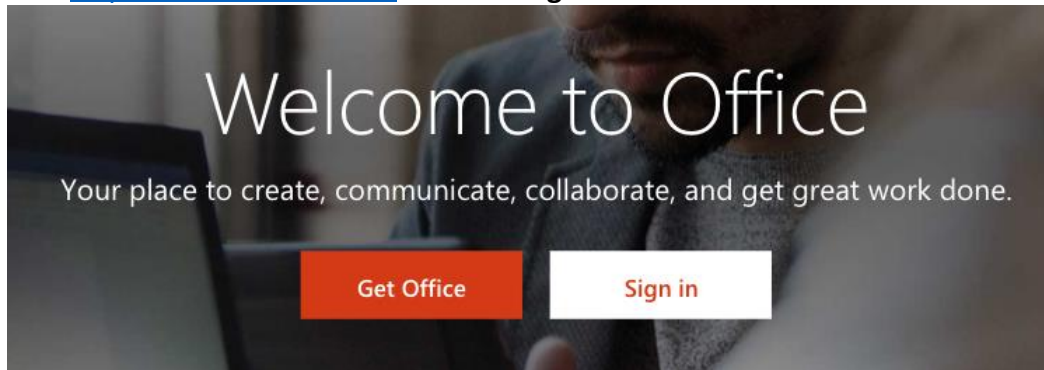 Welcome to Office
Your place to create, communicate, collaborate, and get great work done.
Get Office
Sign in